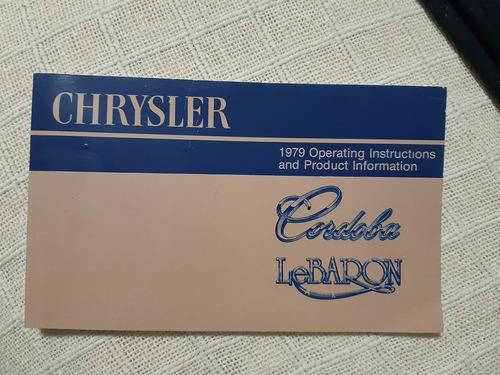 CHRYSLER
1979 Operating Instructions
and Product Information
Cordoba
LeBARON